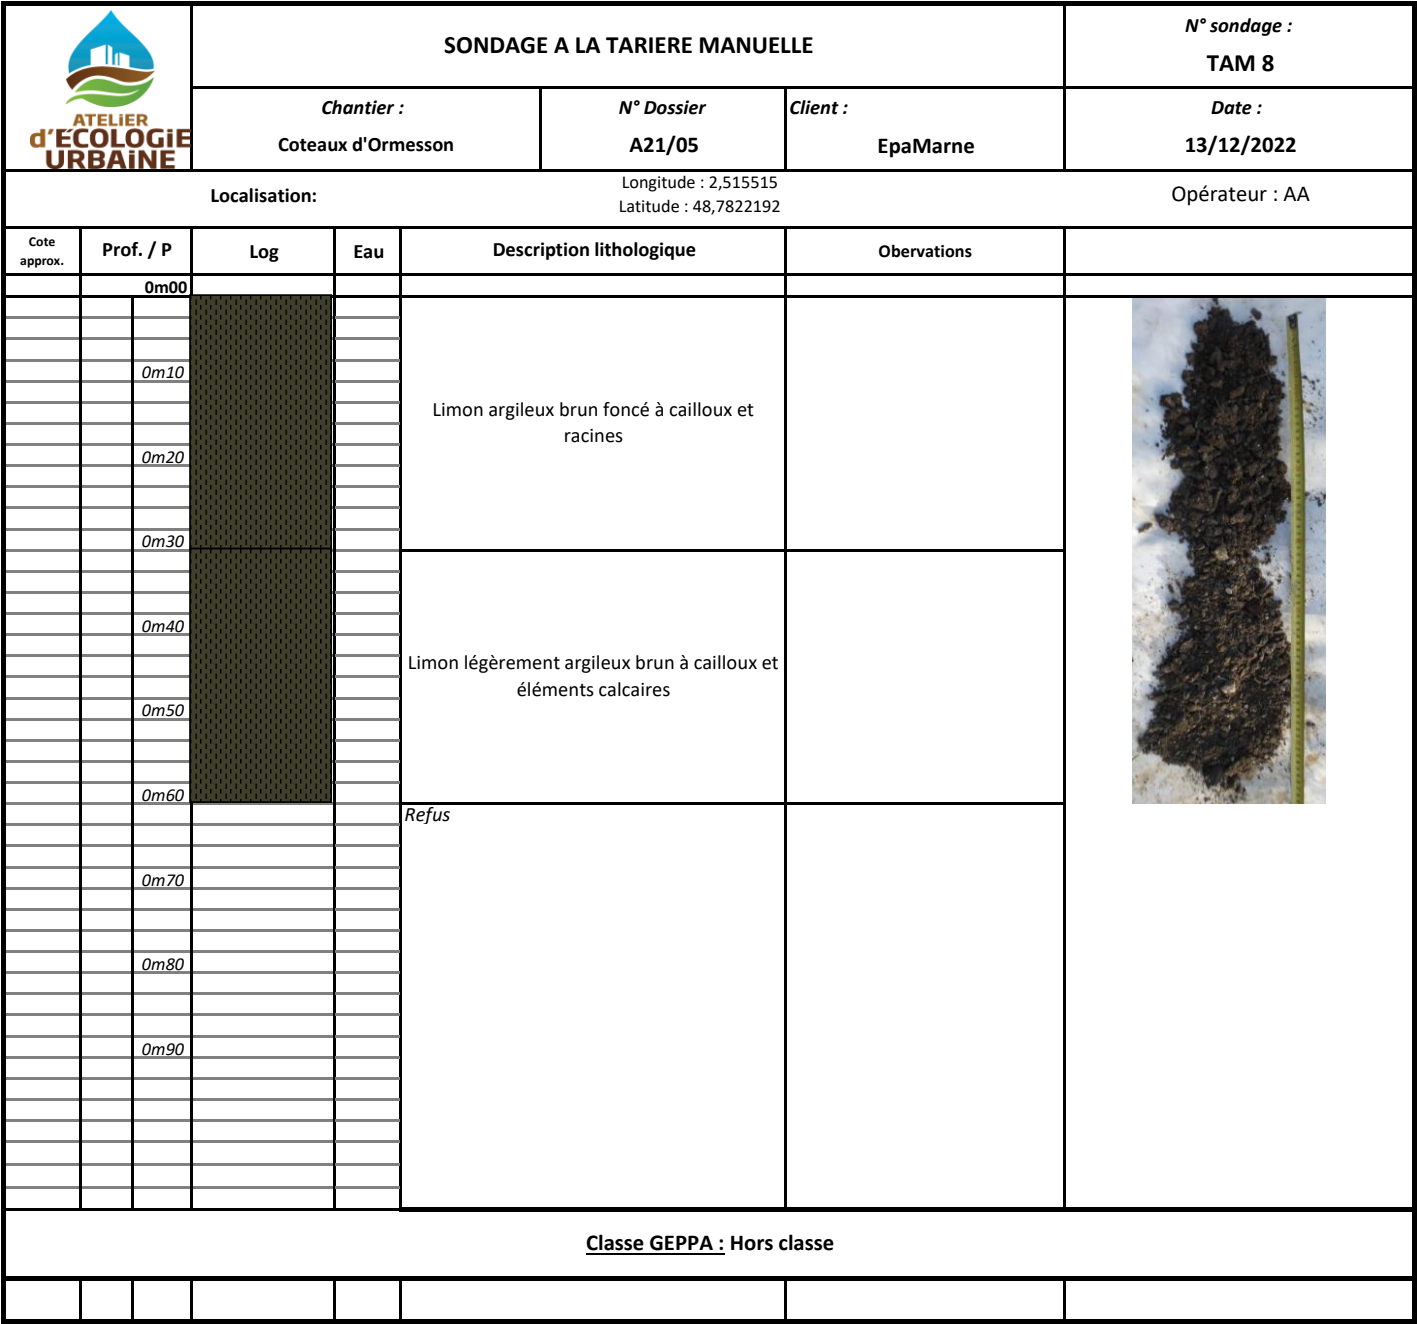 ATELIER
d'ECOLOGiE
URBAiNE
SONDAGE A LA TARIERE MANUELLE
N° sondage :
TAM 8
Chantier :
Coteaux d'Ormesson
N° Dossier
A21/05
Client :
EpaMarne
Date :
13/12/2022
Localisation:
Longitude : 2,515515
Latitude : 48,7822192
Opérateur : AA
Cote
approx.
Prof. / P
Log
Eau
Description lithologique
Obervations
0m00
0m10
Limon argileux brun foncé à cailloux et
racines
0m20
0m30
0m40
Limon légèrement argileux brun à cailloux et
éléments calcaires
0m50
0m60
Refus
0m70
0m80
0m90
Classe GEPPA : Hors classe